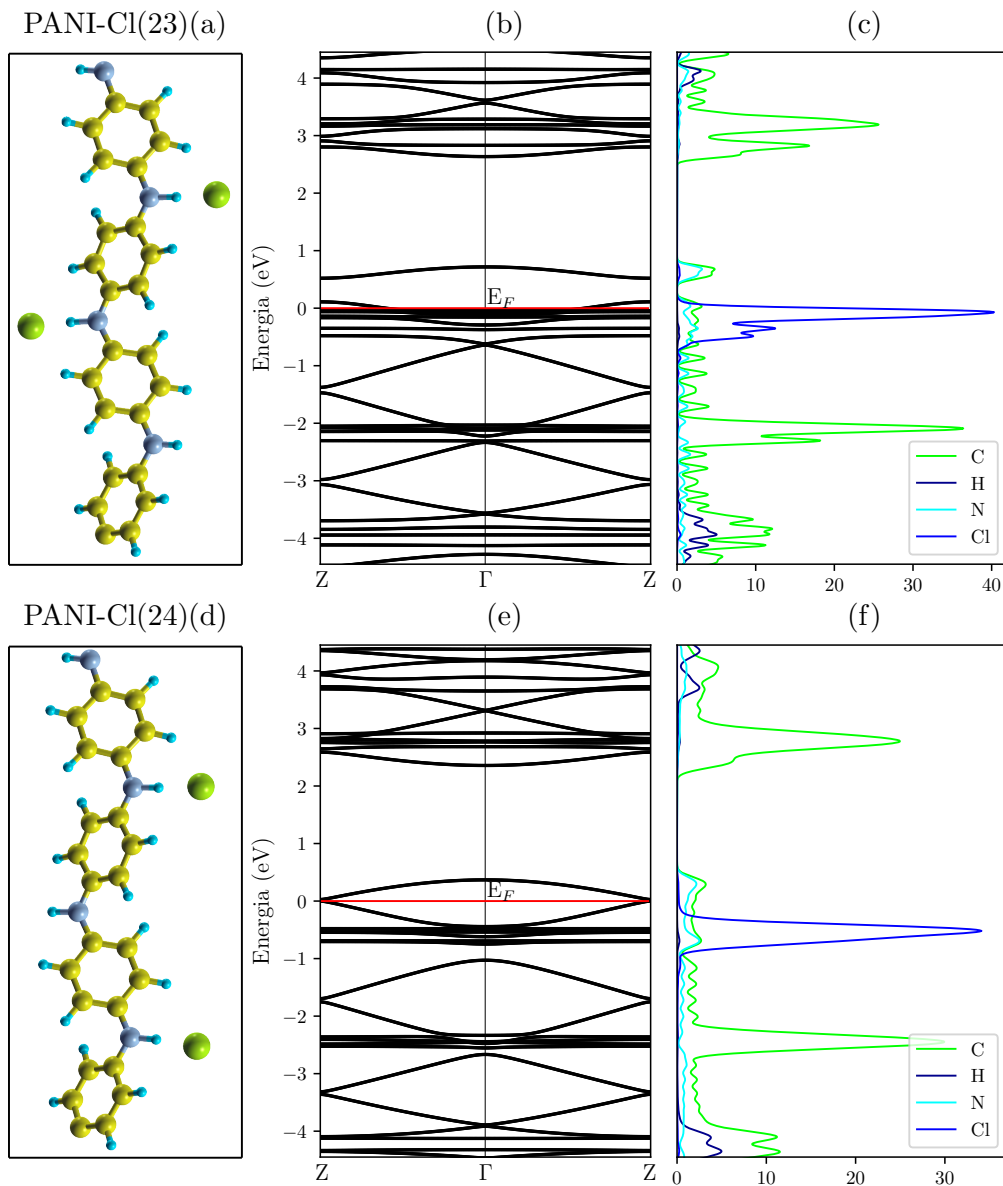 PANI-Cl(23)(a)
(b)
(c)
Energia (eV)
4
3
2
1
0
−1
−2
−3
−4
E_F
Z
Γ
Z
C
H
N
Cl
0
10
20
30
40
PANI-Cl(24)(d)
(e)
(f)
Energia (eV)
4
3
2
1
0
−1
−2
−3
−4
E_F
Z
Γ
Z
C
H
N
Cl
0
10
20
30